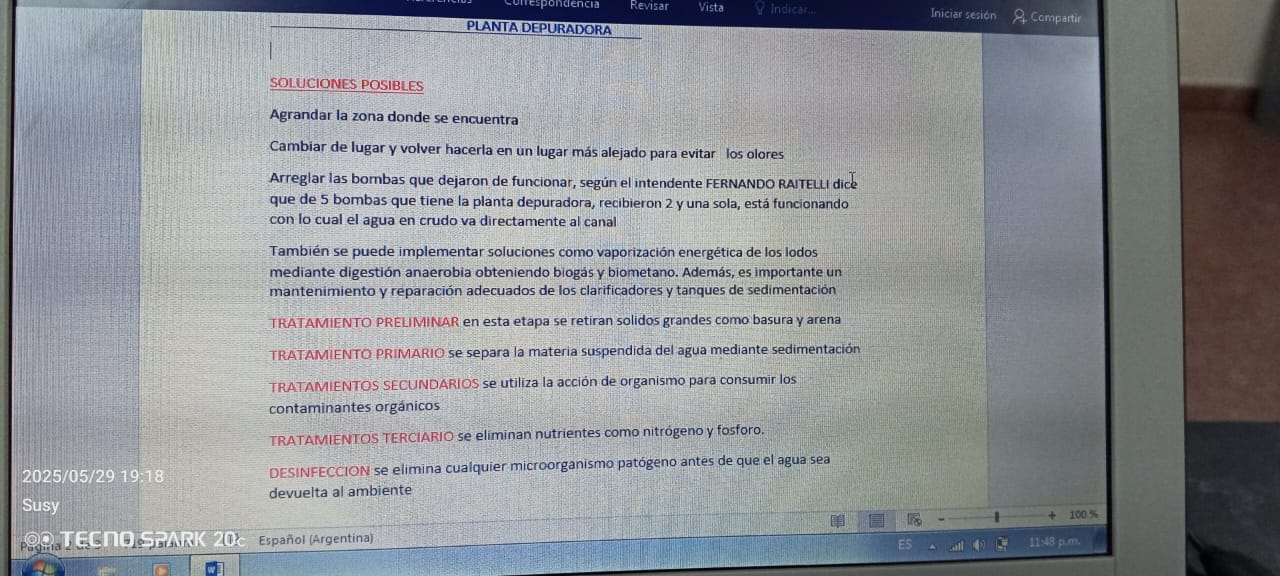 Correspondencia
Revisar
Vista
Indicar...
Iniciar sesión
Compartir
PLANTA DEPURADORA
SOLUCIONES POSIBLES
Agrandar la zona donde se encuentra
Cambiar de lugar y volver hacerla en un lugar más alejado para evitar los olores
Arreglar las bombas que dejaron de funcionar, según el intendente FERNANDO RAITELLI dice
que de 5 bombas que tiene la planta depuradora, recibieron 2 y una sola, está funcionando
con lo cual el agua en crudo va directamente al canal
También se puede implementar soluciones como vaporización energética de los lodos
mediante digestión anaerobia obteniendo biogás y biometano. Además, es importante un
mantenimiento y reparación adecuados de los clarificadores y tanques de sedimentación
TRATAMIENTO PRELIMINAR en esta etapa se retiran solidos grandes como basura y arena
TRATAMIENTO PRIMARIO se separa la materia suspendida del agua mediante sedimentación
TRATAMIENTOS SECUNDARIOS se utiliza la acción de organismo para consumir los
contaminantes orgánicos
TRATAMIENTOS TERCIARIO se eliminan nutrientes como nitrógeno y fosforo.
DESINFECCION se elimina cualquier microorganismo patógeno antes de que el agua sea
devuelta al ambiente
2025/05/29 19:18
Susy
TECNO SPARK 20c
Página 2 de
Español (Argentina)
100 %
ES
11:48 p.m.